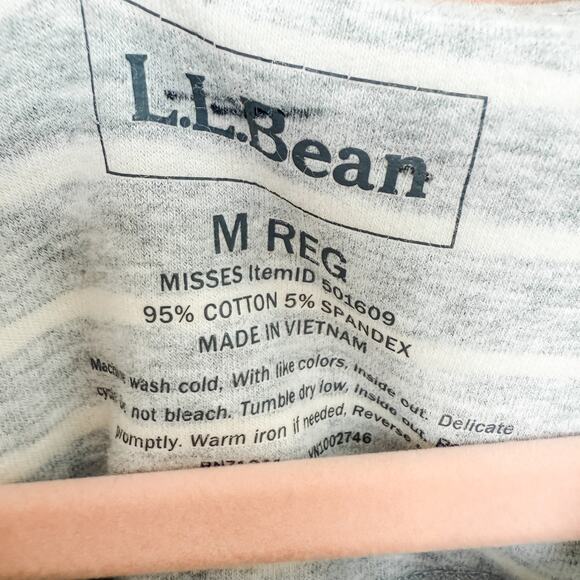 L.L.Bean
M REG
MISSES ItemID 501609
95% COTTON 5% SPANDEX
MADE IN VIETNAM
wash cold, With like colors, Inside out. Delicate
not bleach. Tumble dry low, Inside out.
promptly. Warm iron if needed, Reverse
VN1002746